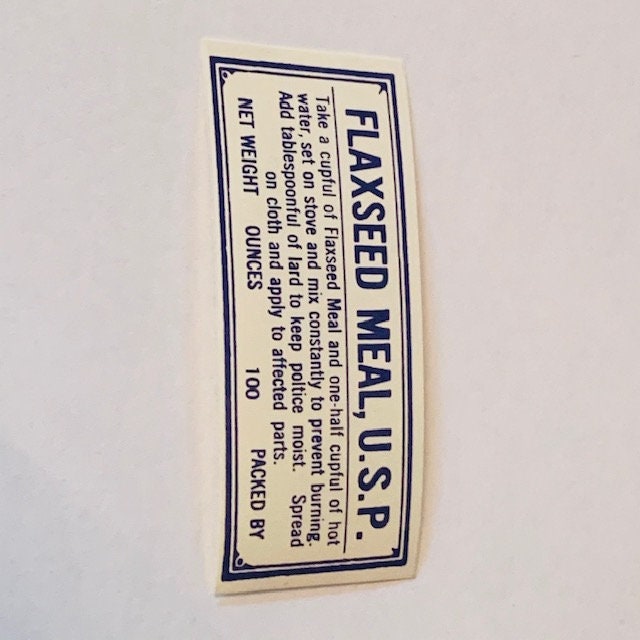 FLAXSEED MEAL, U.S.P.
Take a cupful of Flaxseed Meal and one-half cupful of hot
water, set on stove and mix constantly to prevent burning.
Add tablespoonful of lard to keep poltice moist. Spread
on cloth and apply to affected parts.
NET WEIGHT OUNCES 100 PACKED BY